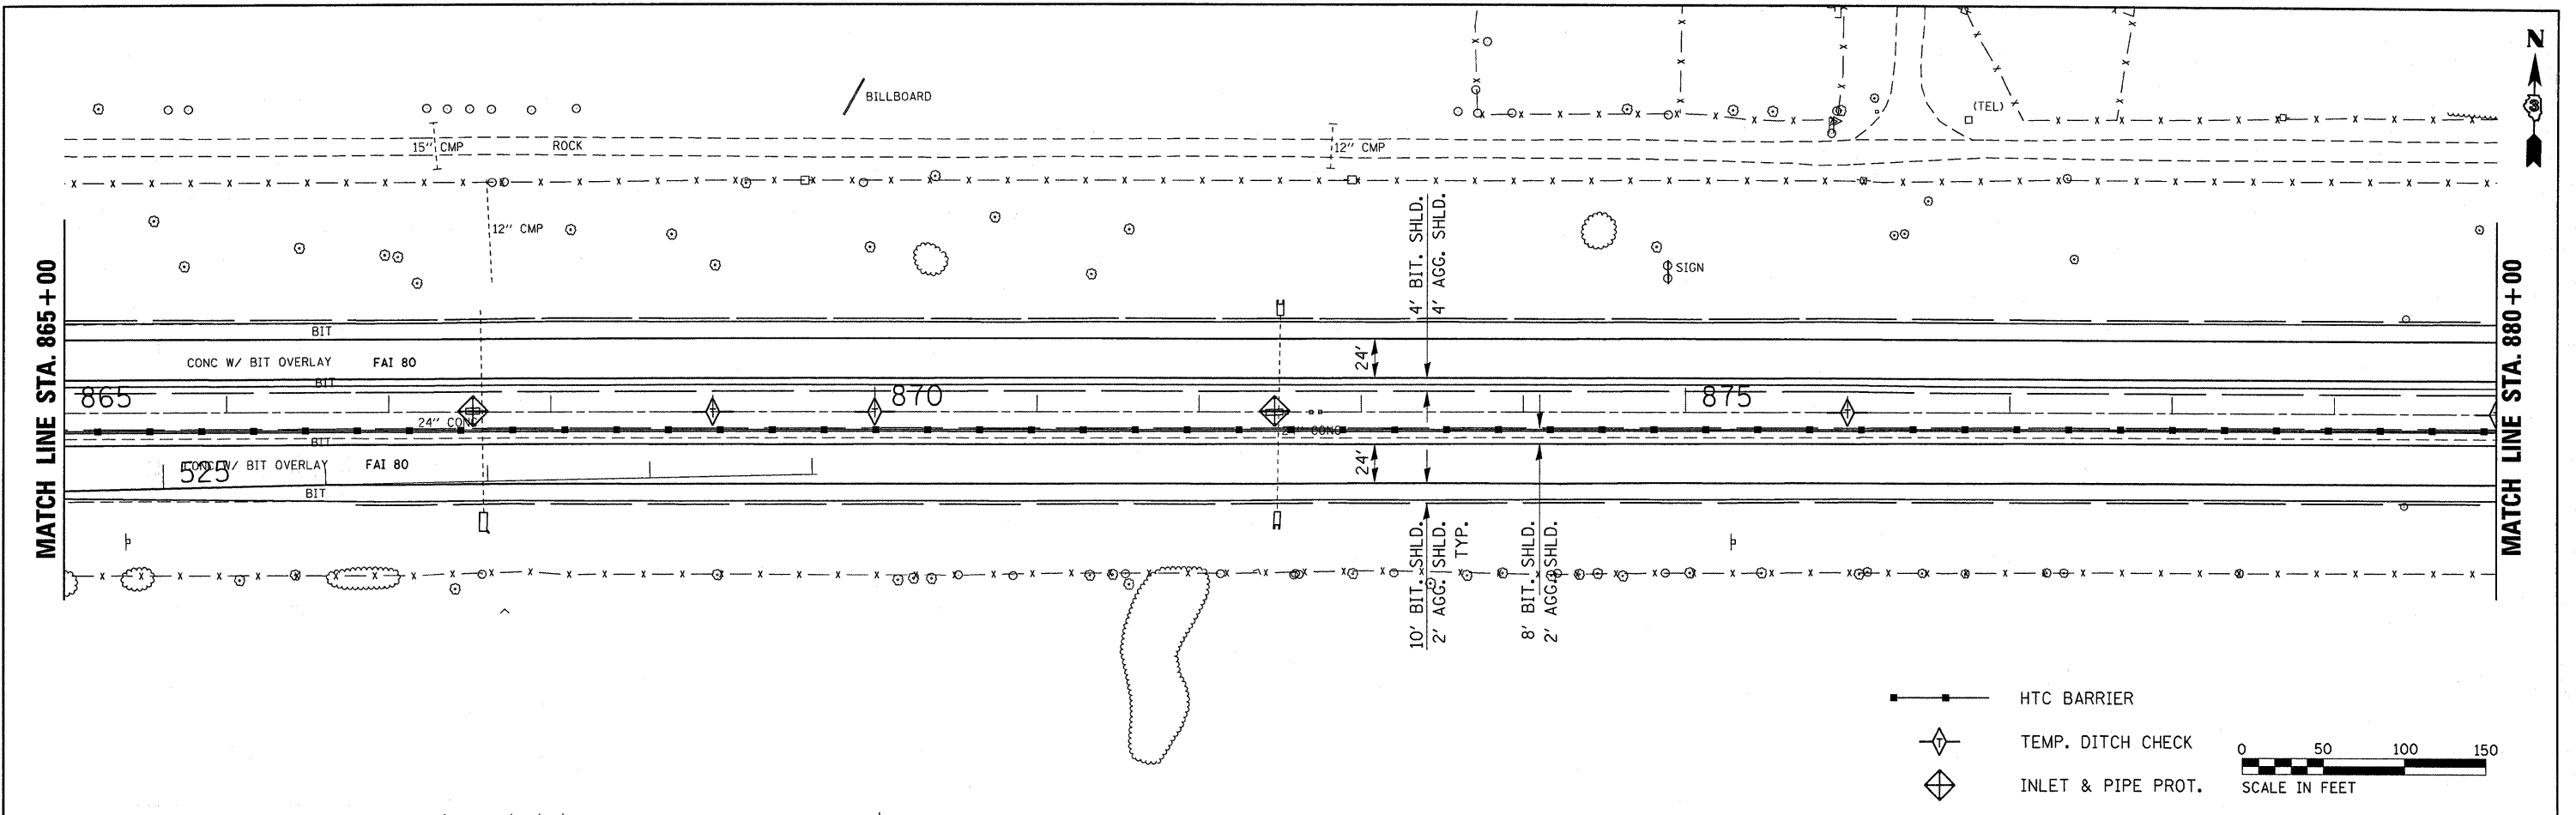 N
BILLBOARD
(TEL)
15" CMP
ROCK
12" CMP
12" CMP
4' BIT. SHLD.
4' AGG. SHLD.
SIGN
MATCH LINE STA. 865+00
MATCH LINE STA. 880+00
BIT
CONC W/ BIT OVERLAY FAI 80
24'
BIT
865
870
875
24" CONC
24" CONC
BIT
CONC W/ BIT OVERLAY FAI 80
525
24'
BIT
10' BIT. SHLD.
2' AGG. SHLD.
TYP.
8' BIT. SHLD.
2' AGG. SHLD.
HTC BARRIER
T TEMP. DITCH CHECK
INLET & PIPE PROT.
0 50 100 150
SCALE IN FEET